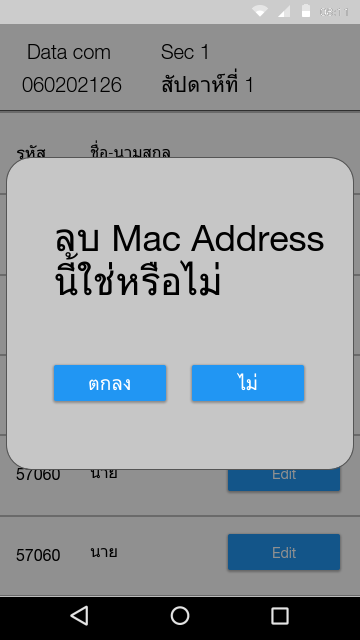 Data com Sec 1
060202126 สัปดาห์ที่ 1
รหัส ชื่อ-นามสกุล
ลบ Mac Address
นี้ใช่หรือไม่
ตกลง ไม่
57060 นาย Edit
57060 นาย Edit